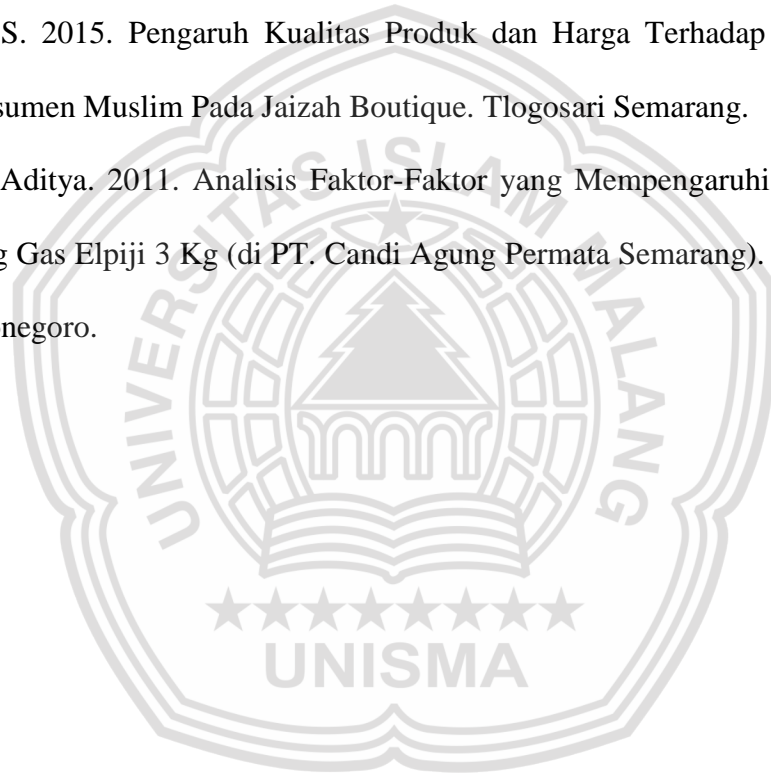 S. 2015. Pengaruh Kualitas Produk dan Harga Terhadap
sumen Muslim Pada Jaizah Boutique. Tlogosari Semarang.
Aditya. 2011. Analisis Faktor-Faktor yang Mempengaruhi
g Gas Elpiji 3 Kg (di PT. Candi Agung Permata Semarang).
onegoro.
UNIVERSITAS ISLAM MALANG
UNISMA